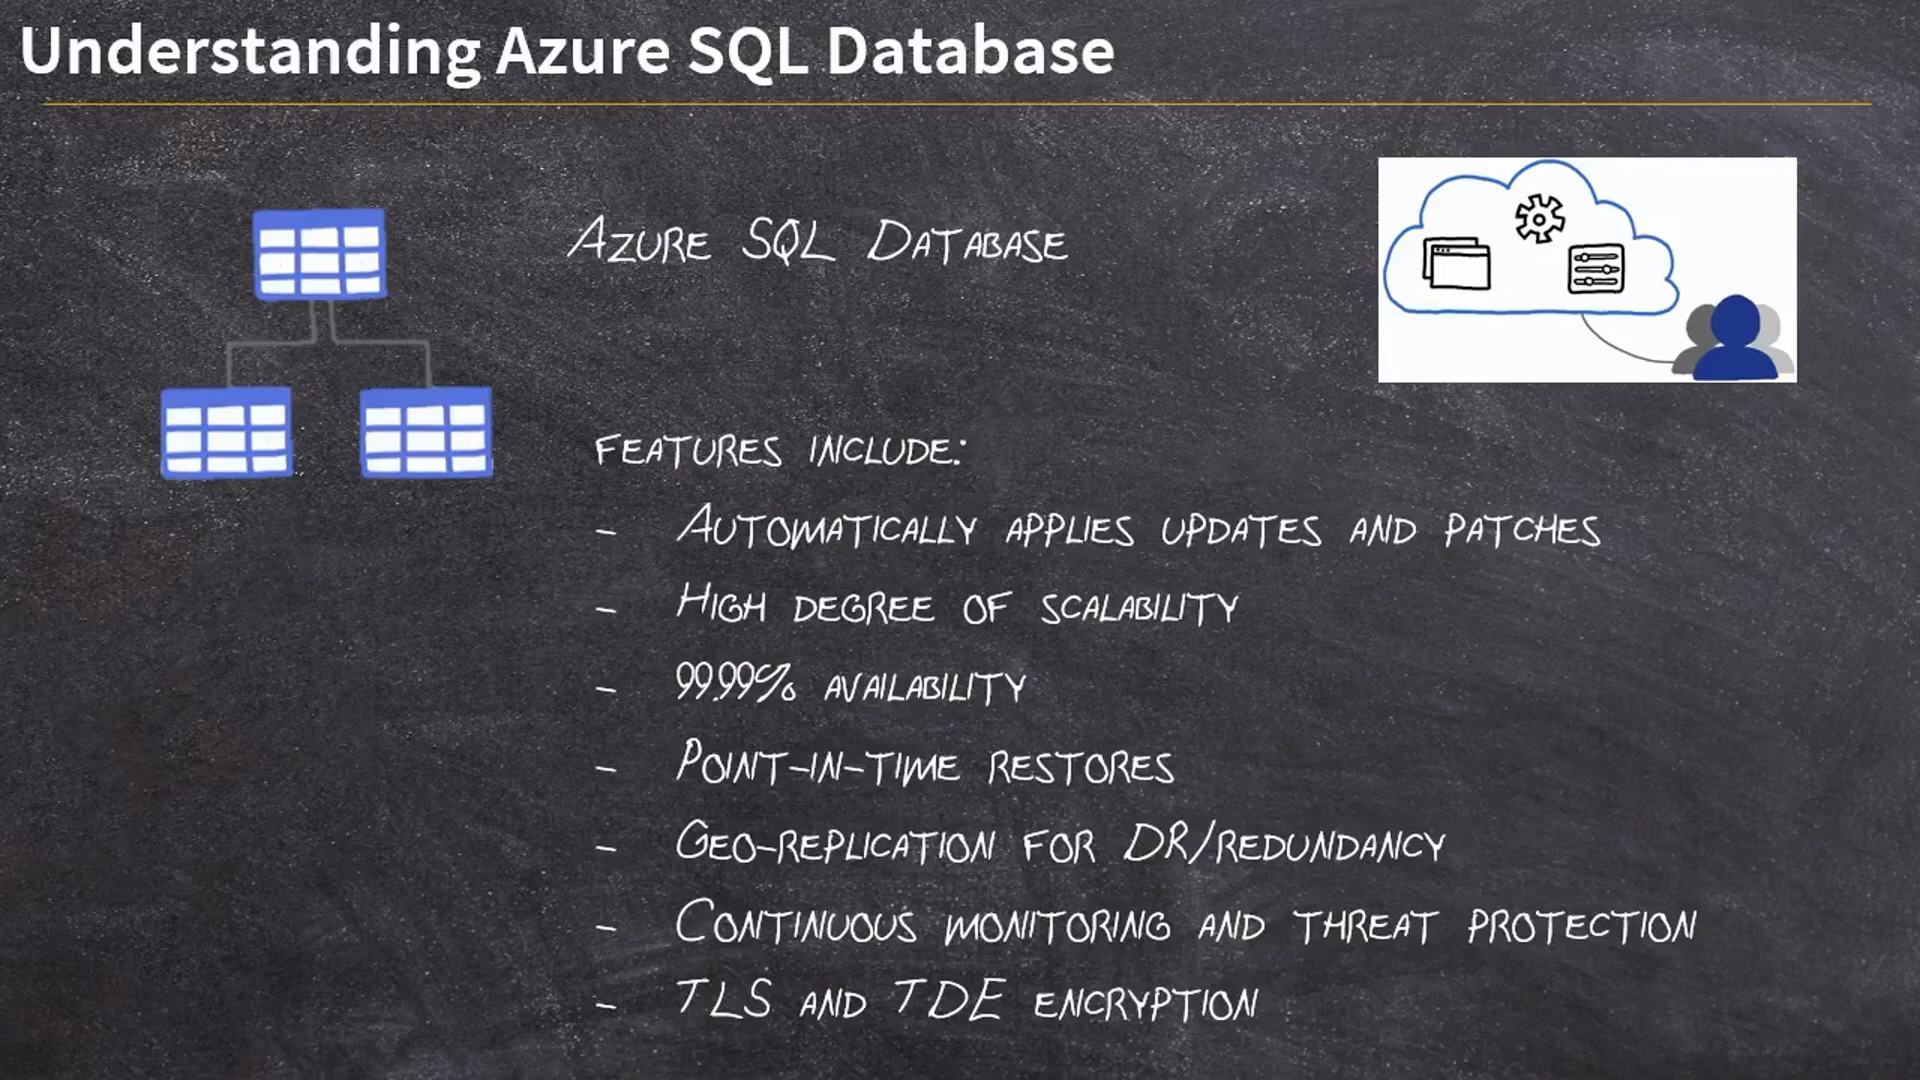 Understanding Azure SQL Database
Azure SQL Database
features include:
- Automatically applies updates and patches
- High degree of scalability
- 99.99% availability
- Point-in-time restores
- Geo-replication for DR/redundancy
- Continuous monitoring and threat protection
- TLS and TDE encryption